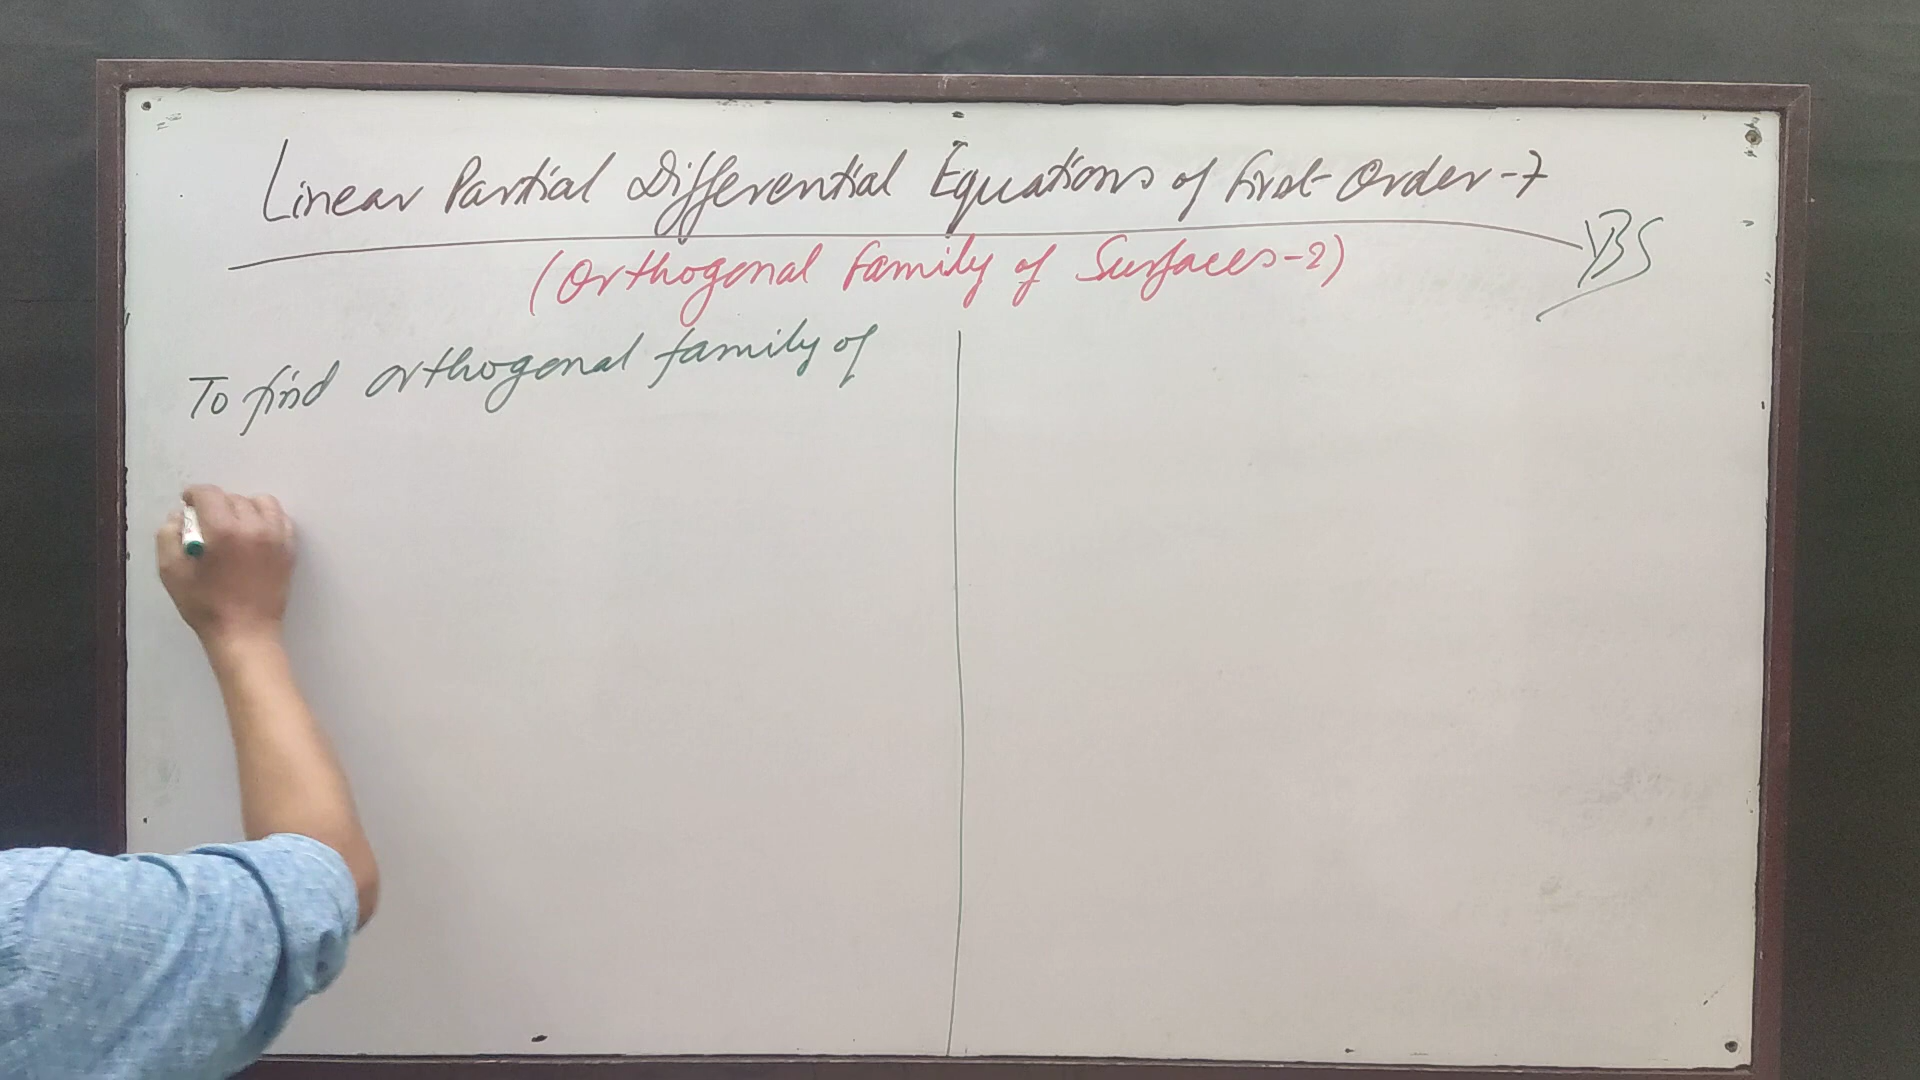 Linear Partial Differential Equations of First Order-7
YBS
(Orthogonal family of Surfaces-2)
To find orthogonal family of